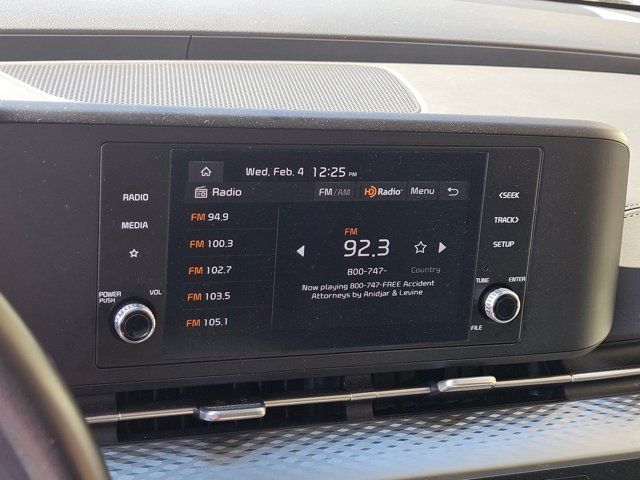 Wed, Feb. 4 12:25 PM
Radio FM/AM HD Radio Menu
RADIO
MEDIA
POWER PUSH
VOL
FM 94.9
FM 100.3
FM 102.7
FM 103.5
FM 105.1
FM
92.3
800-747-
Country
Now playing 800-747-FREE Accident
Attorneys by Anidjar & Levine
<SEEK
TRACK>
SETUP
TUNE
ENTER
FILE